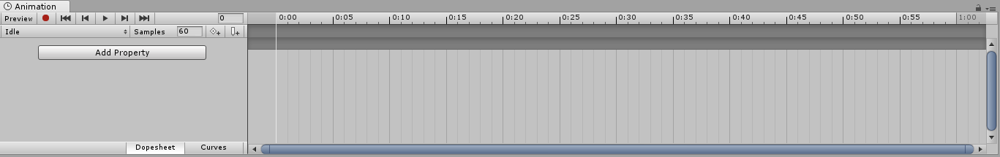 Animation
Preview 0 0:00 0:05 0:10 0:15 0:20 0:25 0:30 0:35 0:40 0:45 0:50 0:55 1:00
Idle Samples 60
Add Property
Dopesheet Curves